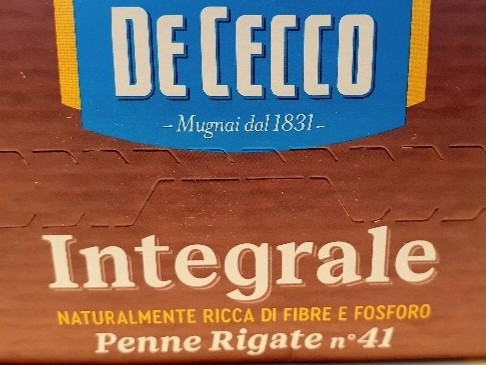 DE CECCO
- Mugnai dal 1831 -
Integrale
NATURALMENTE RICCA DI FIBRE E FOSFORO
Penne Rigate n°41